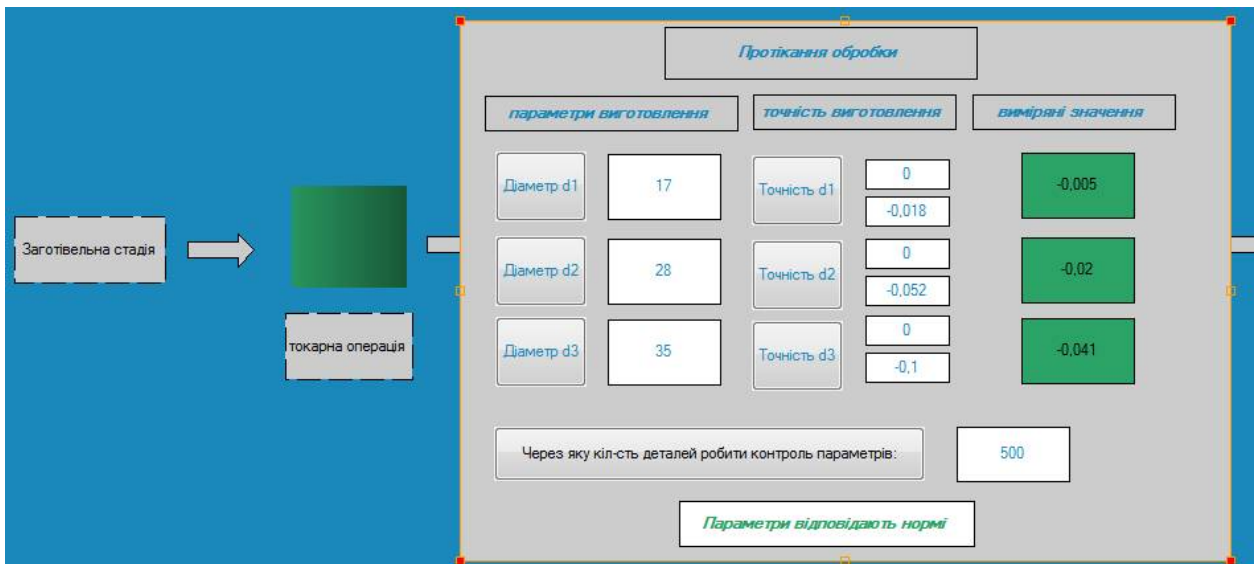 Протікання обробки
параметри виготовлення
точність виготовлення
виміряні значення
Діаметр d1
17
Точність d1
0
-0,018
-0,005
Заготівельна стадія
Діаметр d2
28
Точність d2
0
-0,052
-0,02
токарна операція
Діаметр d3
35
Точність d3
0
-0,1
-0,041
Через яку кіл-сть деталей робити контроль параметрів:
500
Параметри відповідають нормі